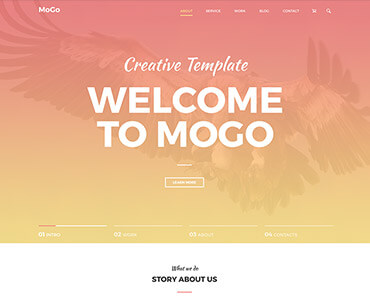 MoGo
ABOUT SERVICE WORK BLOG CONTACT
Creative Template
WELCOME
TO MOGO
LEARN MORE
01 INTRO 02 WORK 03 ABOUT 04 CONTACTS
What we do
STORY ABOUT US